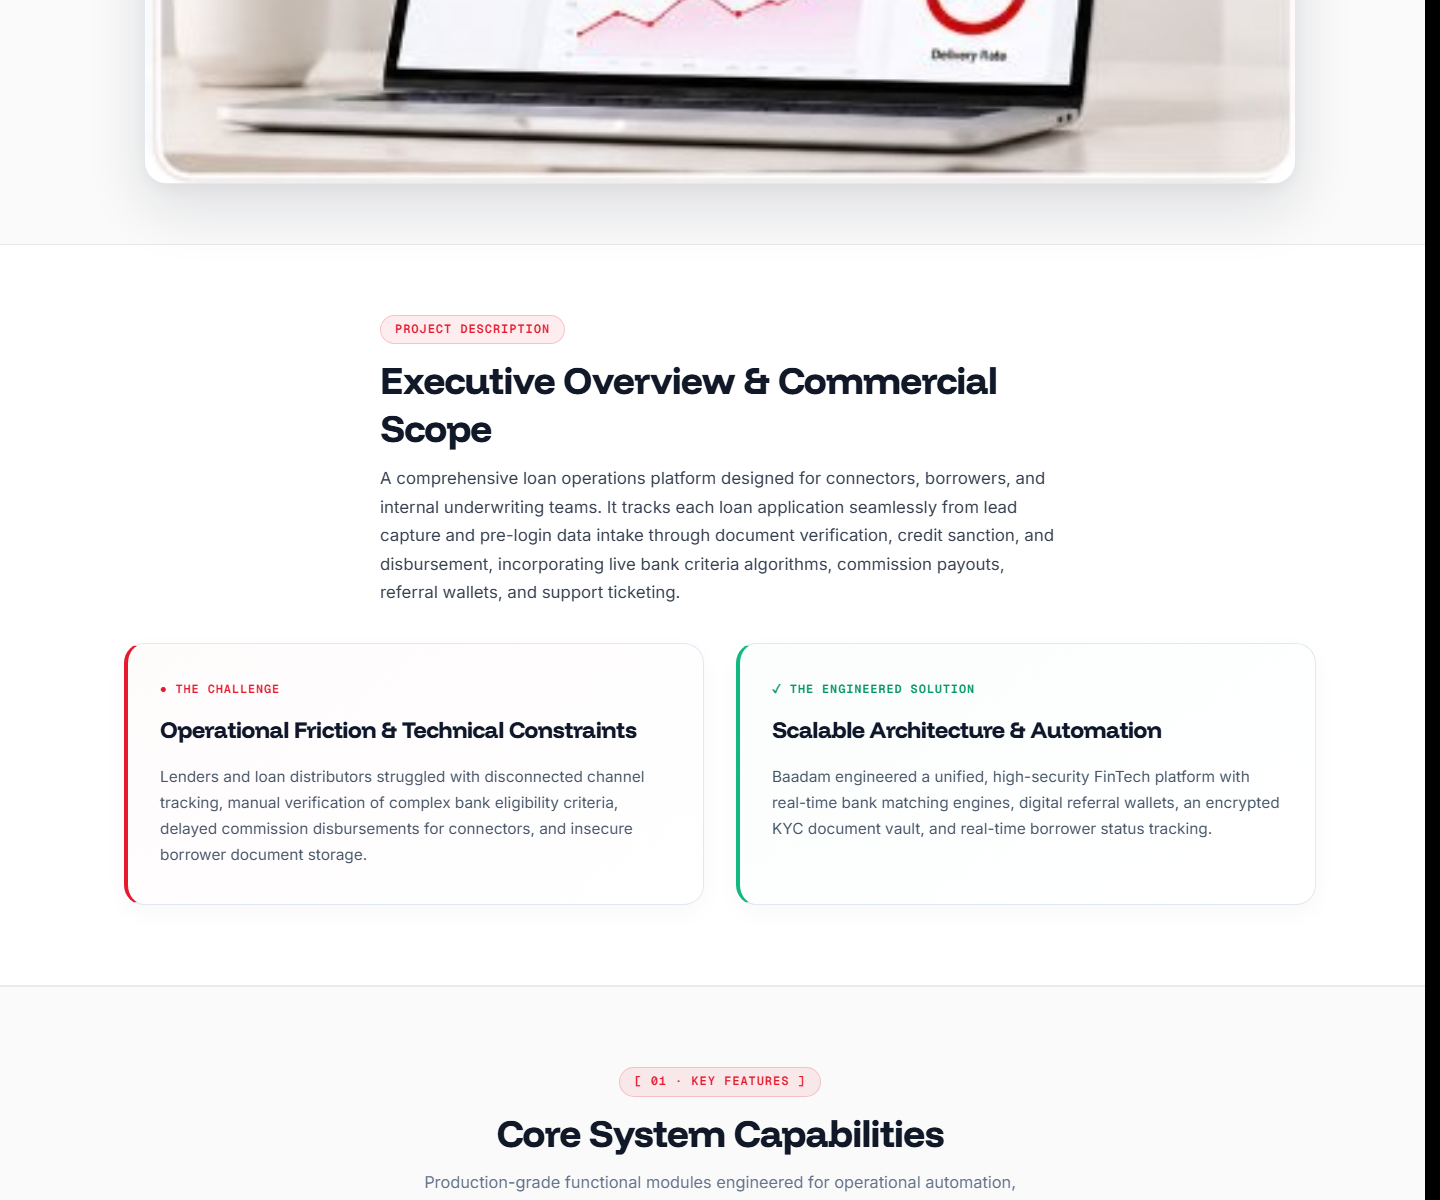 Delivery Rate
PROJECT DESCRIPTION
Executive Overview & Commercial
Scope
A comprehensive loan operations platform designed for connectors, borrowers, and
internal underwriting teams. It tracks each loan application seamlessly from lead
capture and pre-login data intake through document verification, credit sanction, and
disbursement, incorporating live bank criteria algorithms, commission payouts,
referral wallets, and support ticketing.
● THE CHALLENGE
Operational Friction & Technical Constraints
Lenders and loan distributors struggled with disconnected channel
tracking, manual verification of complex bank eligibility criteria,
delayed commission disbursements for connectors, and insecure
borrower document storage.
✓ THE ENGINEERED SOLUTION
Scalable Architecture & Automation
Baadam engineered a unified, high-security FinTech platform with
real-time bank matching engines, digital referral wallets, an encrypted
KYC document vault, and real-time borrower status tracking.
[ 01 · KEY FEATURES ]
Core System Capabilities
Production-grade functional modules engineered for operational automation,